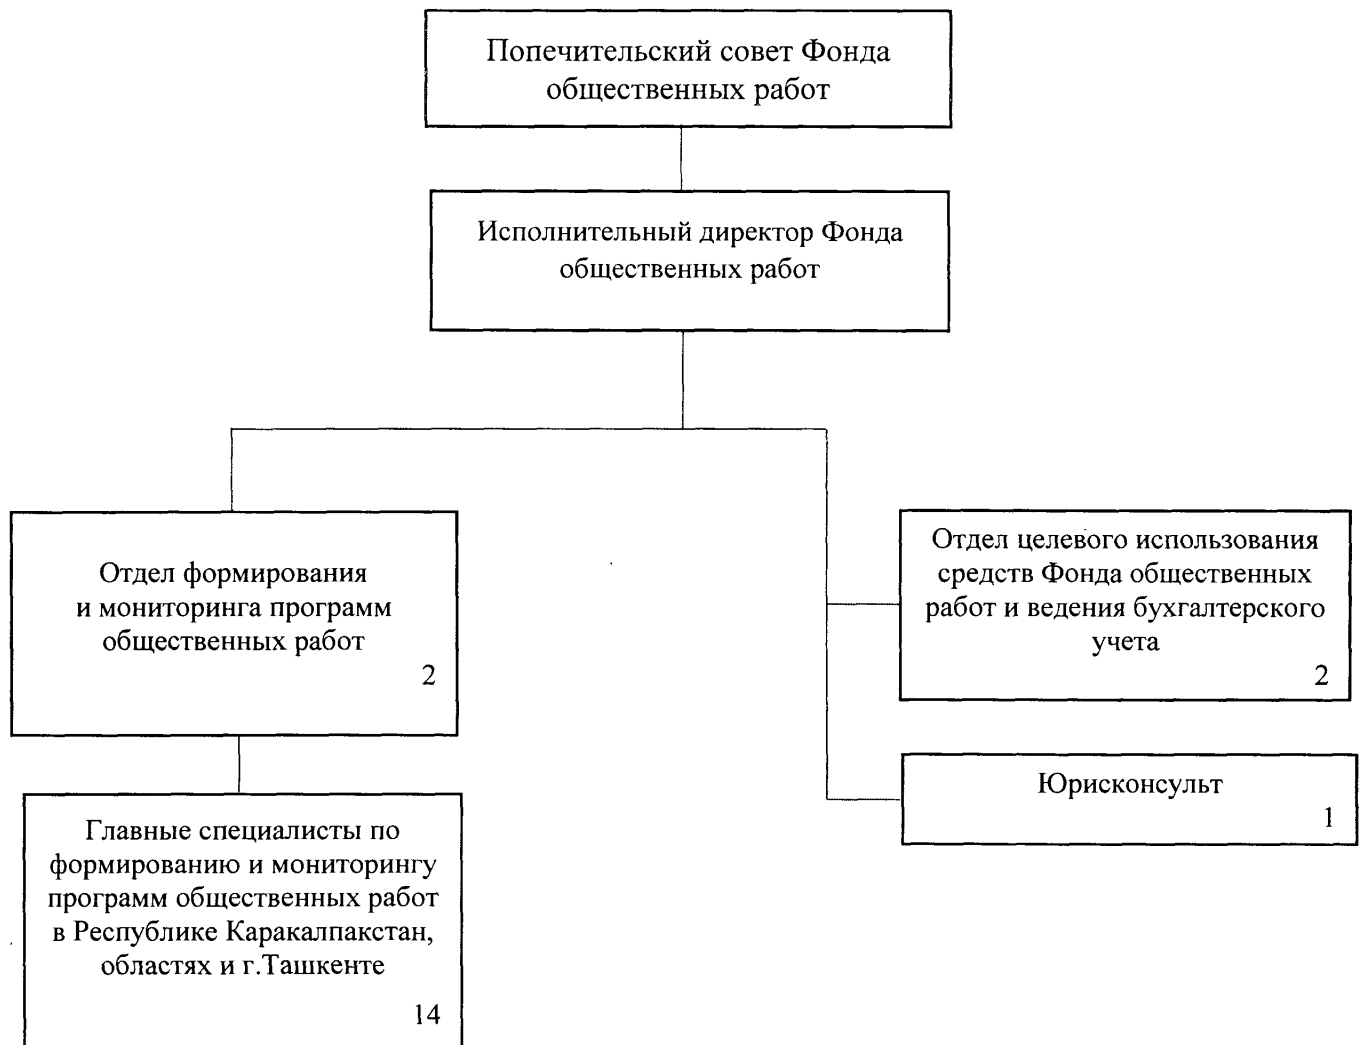 Попечительский совет Фонда
общественных работ
Исполнительный директор Фонда
общественных работ
Отдел формирования
и мониторинга программ
общественных работ
2
Отдел целевого использования
средств Фонда общественных
работ и ведения бухгалтерского
учета
2
Юрисконсульт
1
Главные специалисты по
формированию и мониторингу
программ общественных работ
в Республике Каракалпакстан,
областях и г.Ташкенте
14